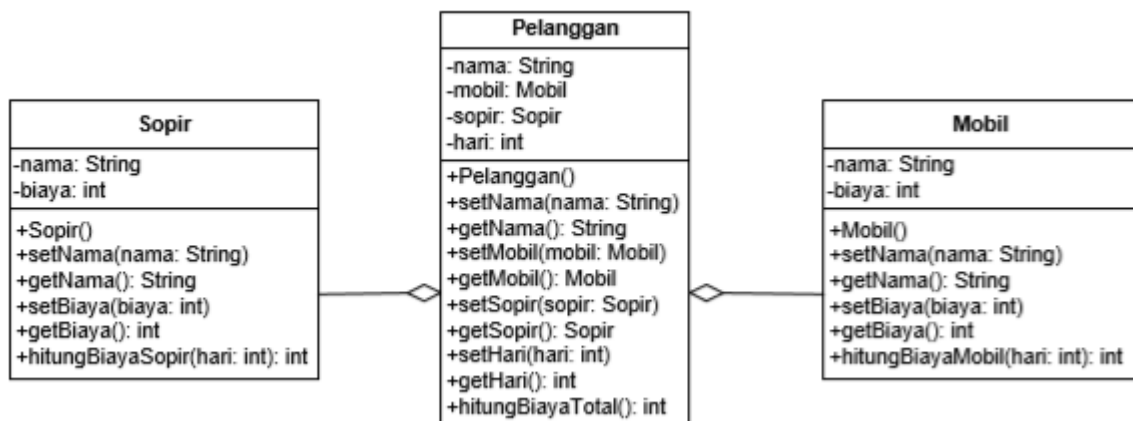 Sopir
-nama: String
-biaya: int
+Sopir()
+setNama(nama: String)
+getNama(): String
+setBiaya(biaya: int)
+getBiaya(): int
+hitungBiayaSopir(hari: int): int
Pelanggan
-nama: String
-mobil: Mobil
-sopir: Sopir
-hari: int
+Pelanggan()
+setNama(nama: String)
+getNama(): String
+setMobil(mobil: Mobil)
+getMobil(): Mobil
+setSopir(sopir: Sopir)
+getSopir(): Sopir
+setHari(hari: int)
+getHari(): int
+hitungBiayaTotal(): int
Mobil
-nama: String
-biaya: int
+Mobil()
+setNama(nama: String)
+getNama(): String
+setBiaya(biaya: int)
+getBiaya(): int
+hitungBiayaMobil(hari: int): int